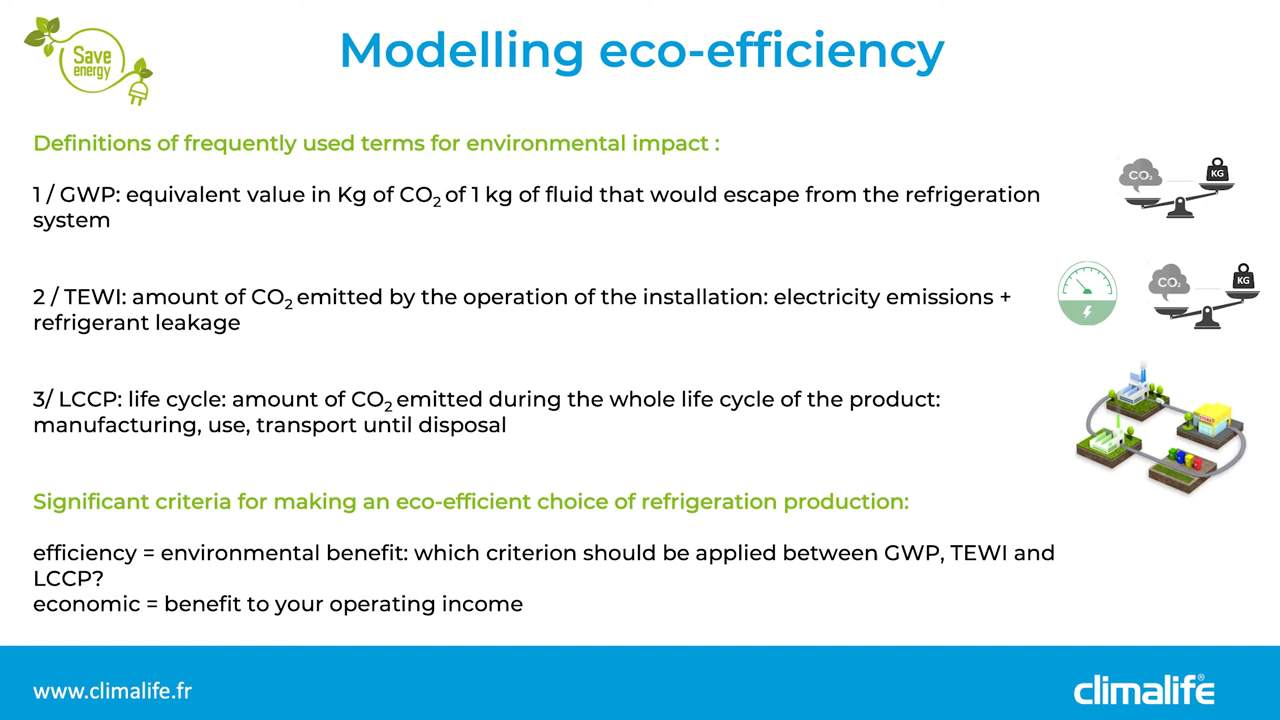 Save
energy
Modelling eco-efficiency
Definitions of frequently used terms for environmental impact :
1 / GWP: equivalent value in Kg of CO₂ of 1 kg of fluid that would escape from the refrigeration
system
CO₂
KG
2 / TEWI: amount of CO₂ emitted by the operation of the installation: electricity emissions +
refrigerant leakage
CO₂
KG
3/ LCCP: life cycle: amount of CO₂ emitted during the whole life cycle of the product:
manufacturing, use, transport until disposal
Significant criteria for making an eco-efficient choice of refrigeration production:
efficiency = environmental benefit: which criterion should be applied between GWP, TEWI and
LCCP?
economic = benefit to your operating income
www.climalife.fr
climalife®